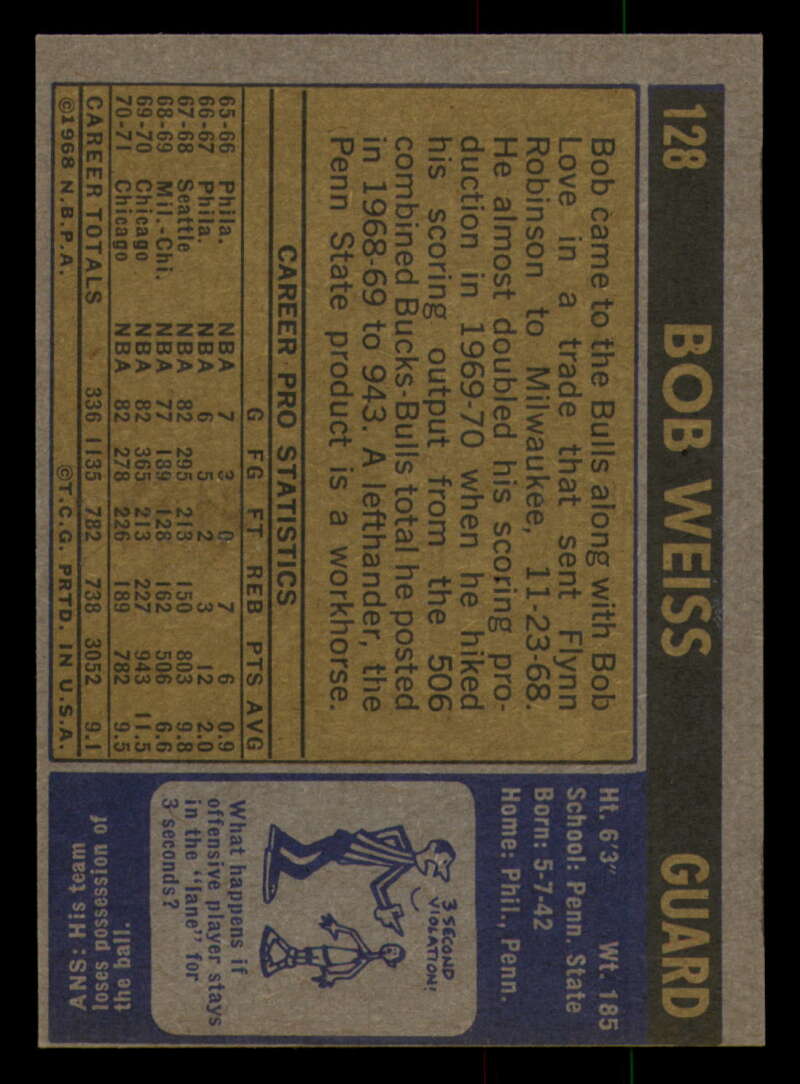 128 BOB WEISS GUARD
Bob came to the Bulls along with Bob
Love in a trade that sent Flynn
Robinson to Milwaukee, 11-23-68.
He almost doubled his scoring pro-
duction in 1969-70 when he hiked
his scoring output from the 506
combined Bucks-Bulls total he posted
in 1968-69 to 943. A lefthander, the
Penn State product is a workhorse.
CAREER PRO STATISTICS
G FG FT REB PTS AVG
65-66 Phila. NBA 7 3 0 7 6 0.9
66-67 Phila. NBA 6 5 2 3 12 2.0
67-68 Seattle NBA 82 295 213 150 803 9.8
68-69 Mil.-Chi. NBA 77 189 128 162 506 6.6
69-70 Chicago NBA 82 365 213 227 943 11.5
70-71 Chicago NBA 82 278 226 189 782 9.5
CAREER TOTALS 336 1135 782 738 3052 9.1
©1968 N.B.P.A. ©T.C.G. PRTD. IN U.S.A.
Ht. 6'3" Wt. 185
School: Penn. State
Born: 5-7-42
Home: Phil., Penn.
3 SECOND
VIOLATION!
What happens if
offensive player stays
in the "lane" for
3 seconds?
ANS: His team
loses possession of
the ball.